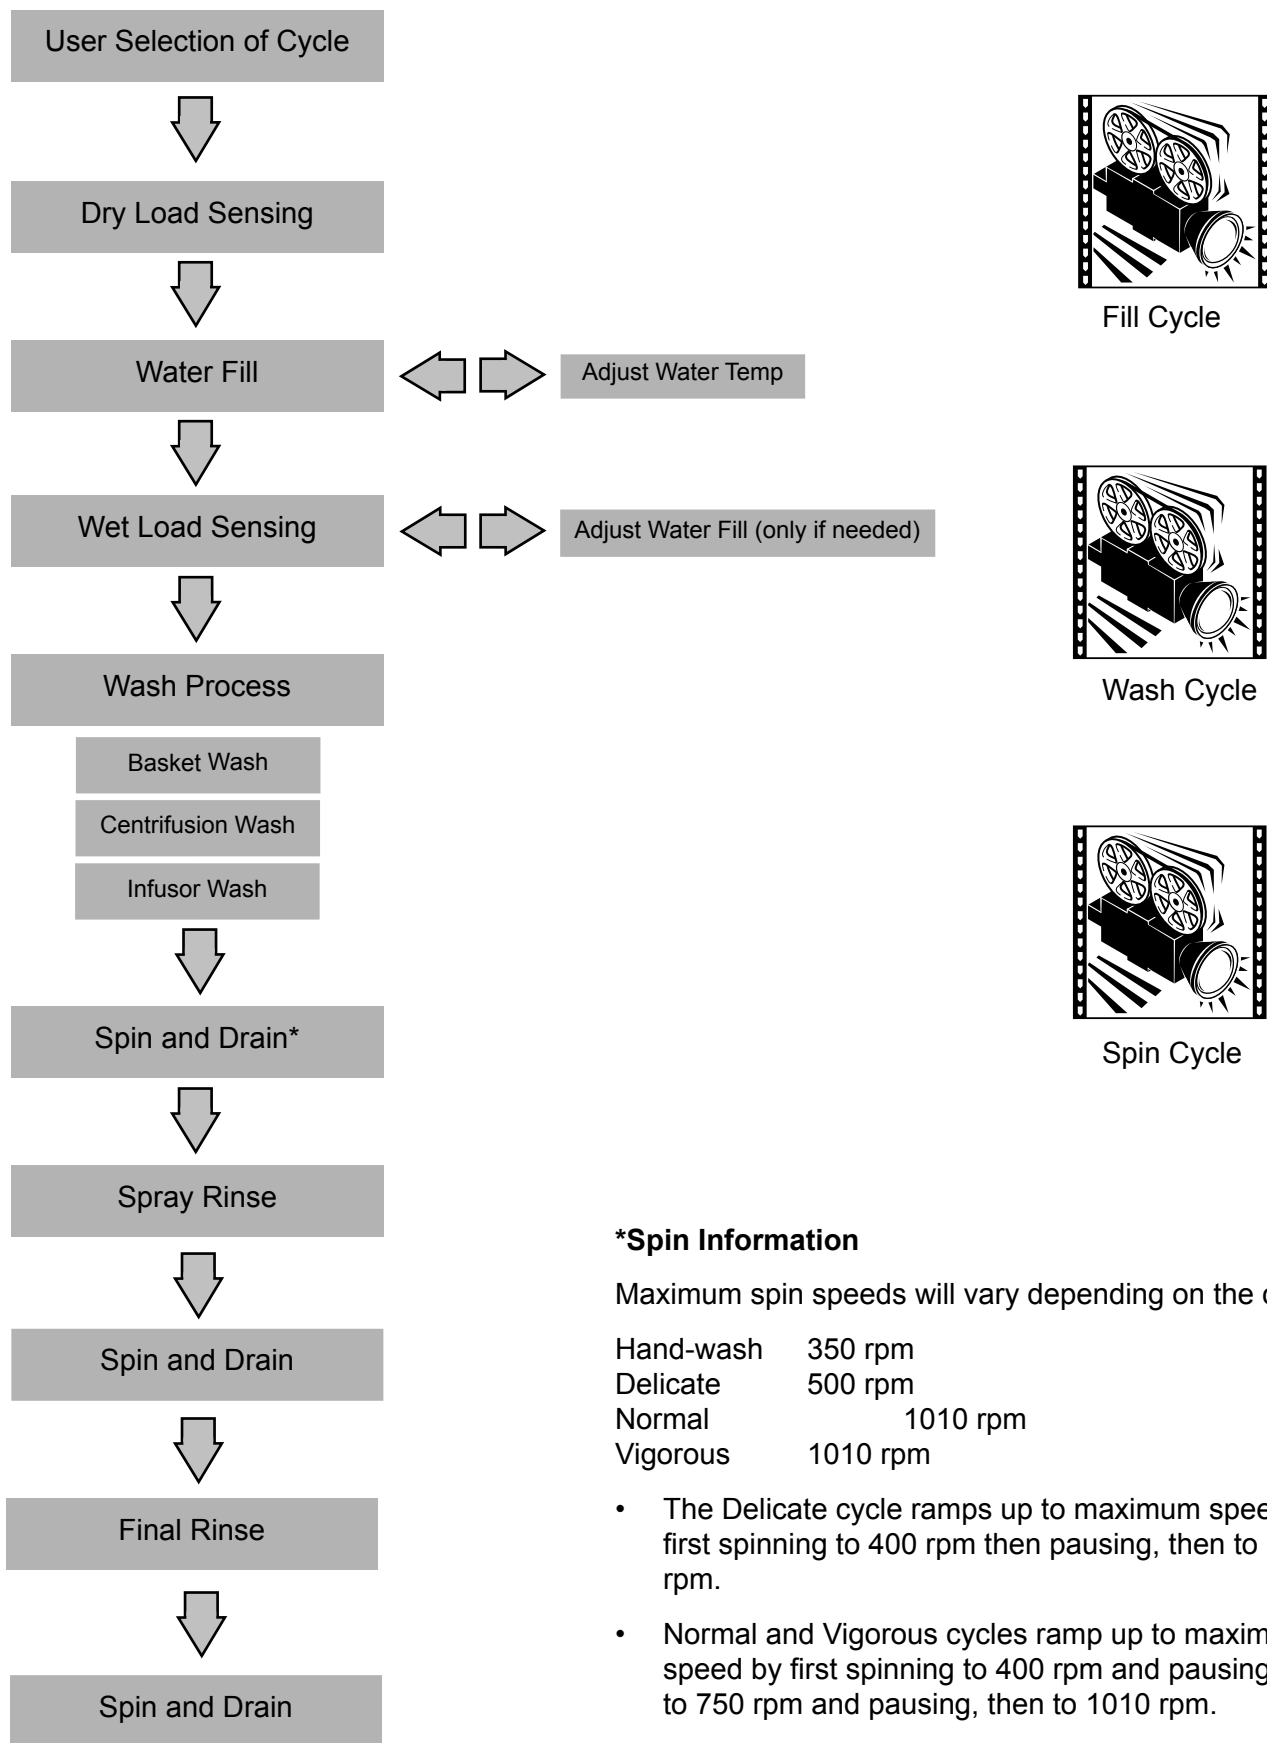 User Selection of Cycle
Dry Load Sensing
Fill Cycle
Water Fill
Adjust Water Temp
Wet Load Sensing
Adjust Water Fill (only if needed)
Wash Process
Wash Cycle
Basket Wash
Centrifusion Wash
Infusor Wash
Spin and Drain*
Spin Cycle
Spray Rinse
Spin and Drain
Final Rinse
Spin and Drain
*Spin Information
Maximum spin speeds will vary depending on the
Hand-wash 350 rpm
Delicate 500 rpm
Normal 1010 rpm
Vigorous 1010 rpm
• The Delicate cycle ramps up to maximum
first spinning to 400 rpm then pausing, then to
rpm.
• Normal and Vigorous cycles ramp up to
speed by first spinning to 400 rpm and pausing
to 750 rpm and pausing, then to 1010 rpm.